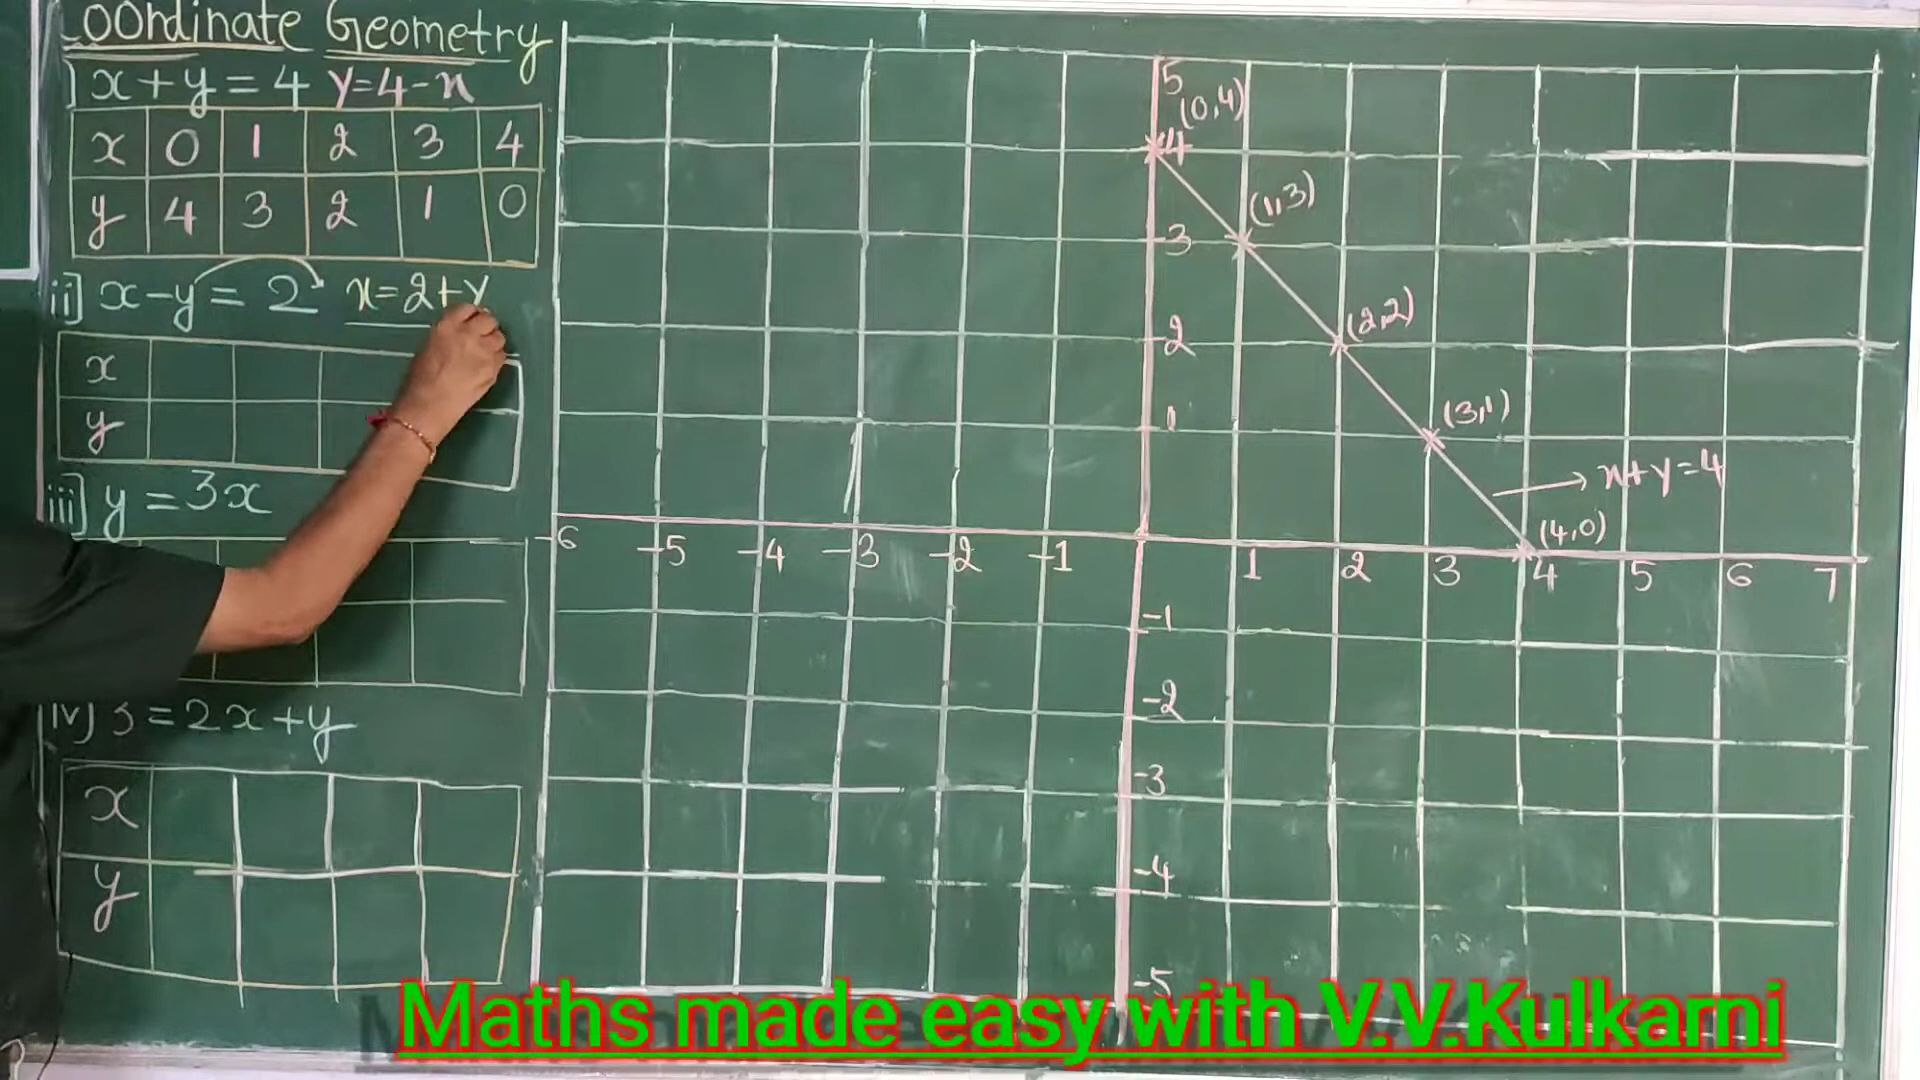 Coordinate Geometry
i] x+y=4 y=4-x
x 0 1 2 3 4
y 4 3 2 1 0
ii] x-y=2 x=2+y
x
y
iii] y=3x
iv] 3=2x+y
x
y
5
(0,4)
4
(1,3)
3
(2,2)
2
(3,1)
1
x+y=4
(4,0)
-6 -5 -4 -3 -2 -1 1 2 3 4 5 6 7
-1
-2
-3
-4
-5
Maths made easy with V.V.Kulkarni